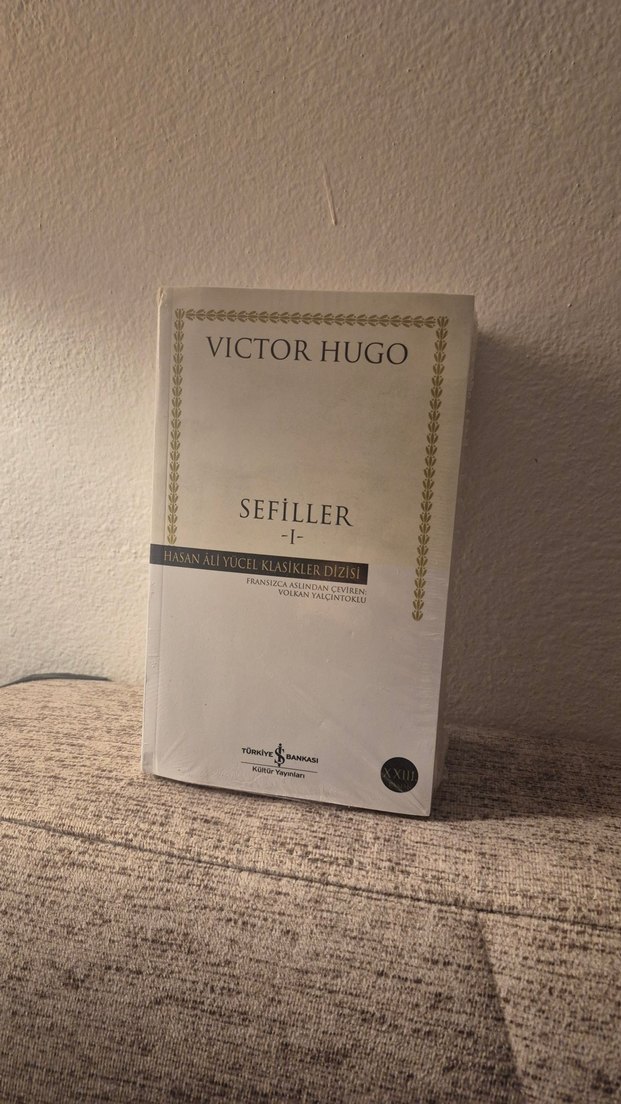 VICTOR HUGO
SEFİLLER
-I-
HASAN ÂLİ YÜCEL KLASİKLER DİZİSİ
FRANSIZCA ASLINDAN ÇEVİREN:
VOLKAN YALÇINTOKLU
TÜRKİYE İŞ BANKASI
Kültür Yayınları
XXIII